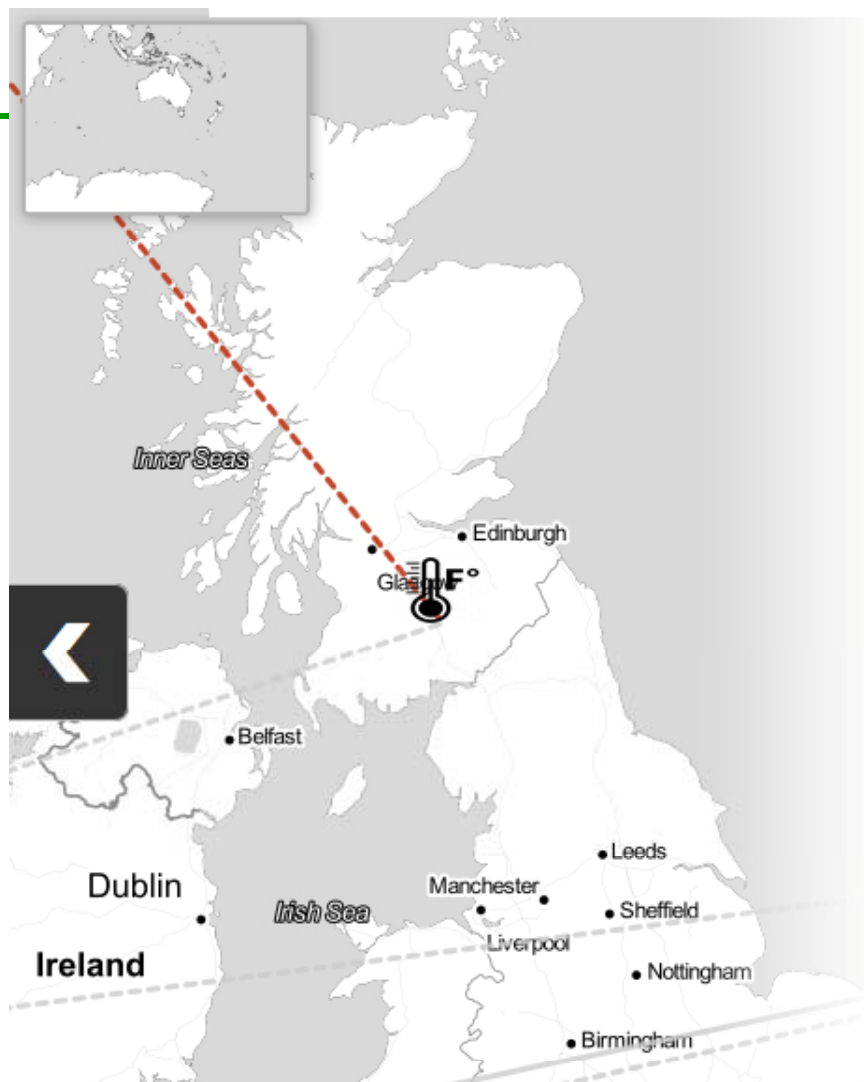 Inner Seas
Edinburgh
Glasgow
F°
Belfast
Leeds
Dublin
Manchester
Irish Sea
Sheffield
Liverpool
Ireland
Nottingham
Birmingham